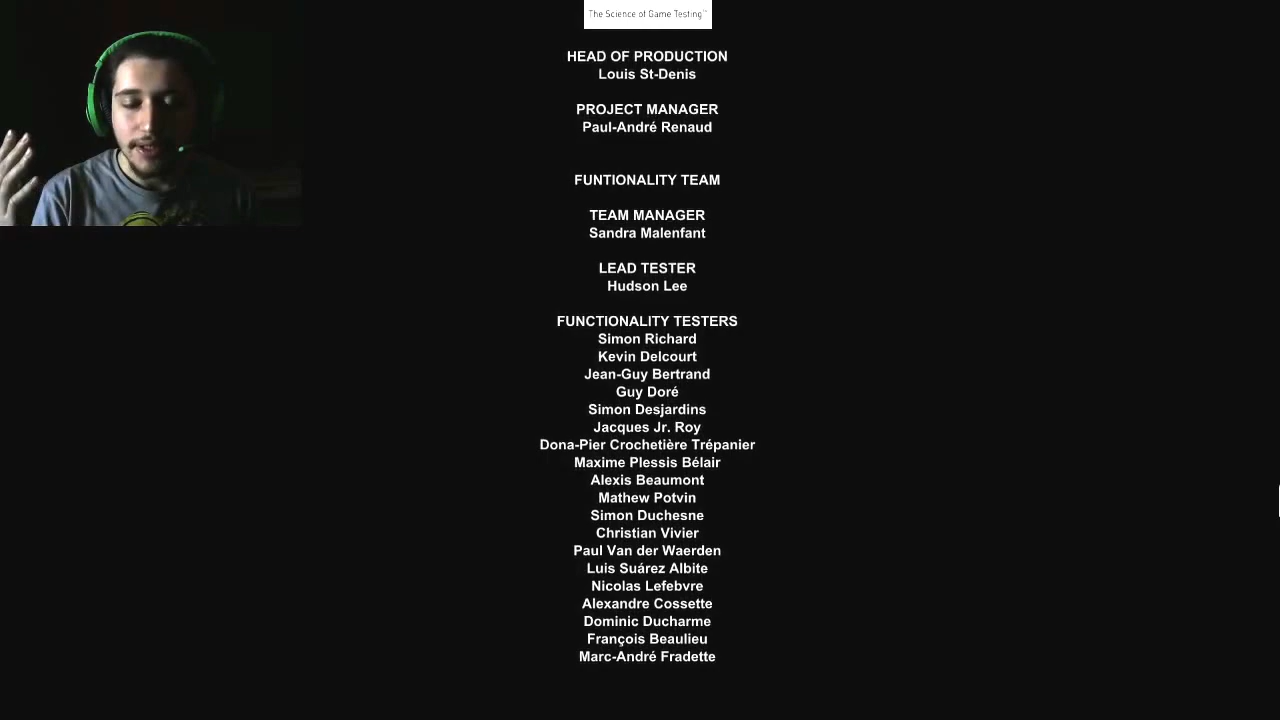 The Science of Game Testing™
HEAD OF PRODUCTION
Louis St-Denis
PROJECT MANAGER
Paul-André Renaud
FUNTIONALITY TEAM
TEAM MANAGER
Sandra Malenfant
LEAD TESTER
Hudson Lee
FUNCTIONALITY TESTERS
Simon Richard
Kevin Delcourt
Jean-Guy Bertrand
Guy Doré
Simon Desjardins
Jacques Jr. Roy
Dona-Pier Crochetière Trépanier
Maxime Plessis Bélair
Alexis Beaumont
Mathew Potvin
Simon Duchesne
Christian Vivier
Paul Van der Waerden
Luis Suárez Albite
Nicolas Lefebvre
Alexandre Cossette
Dominic Ducharme
François Beaulieu
Marc-André Fradette